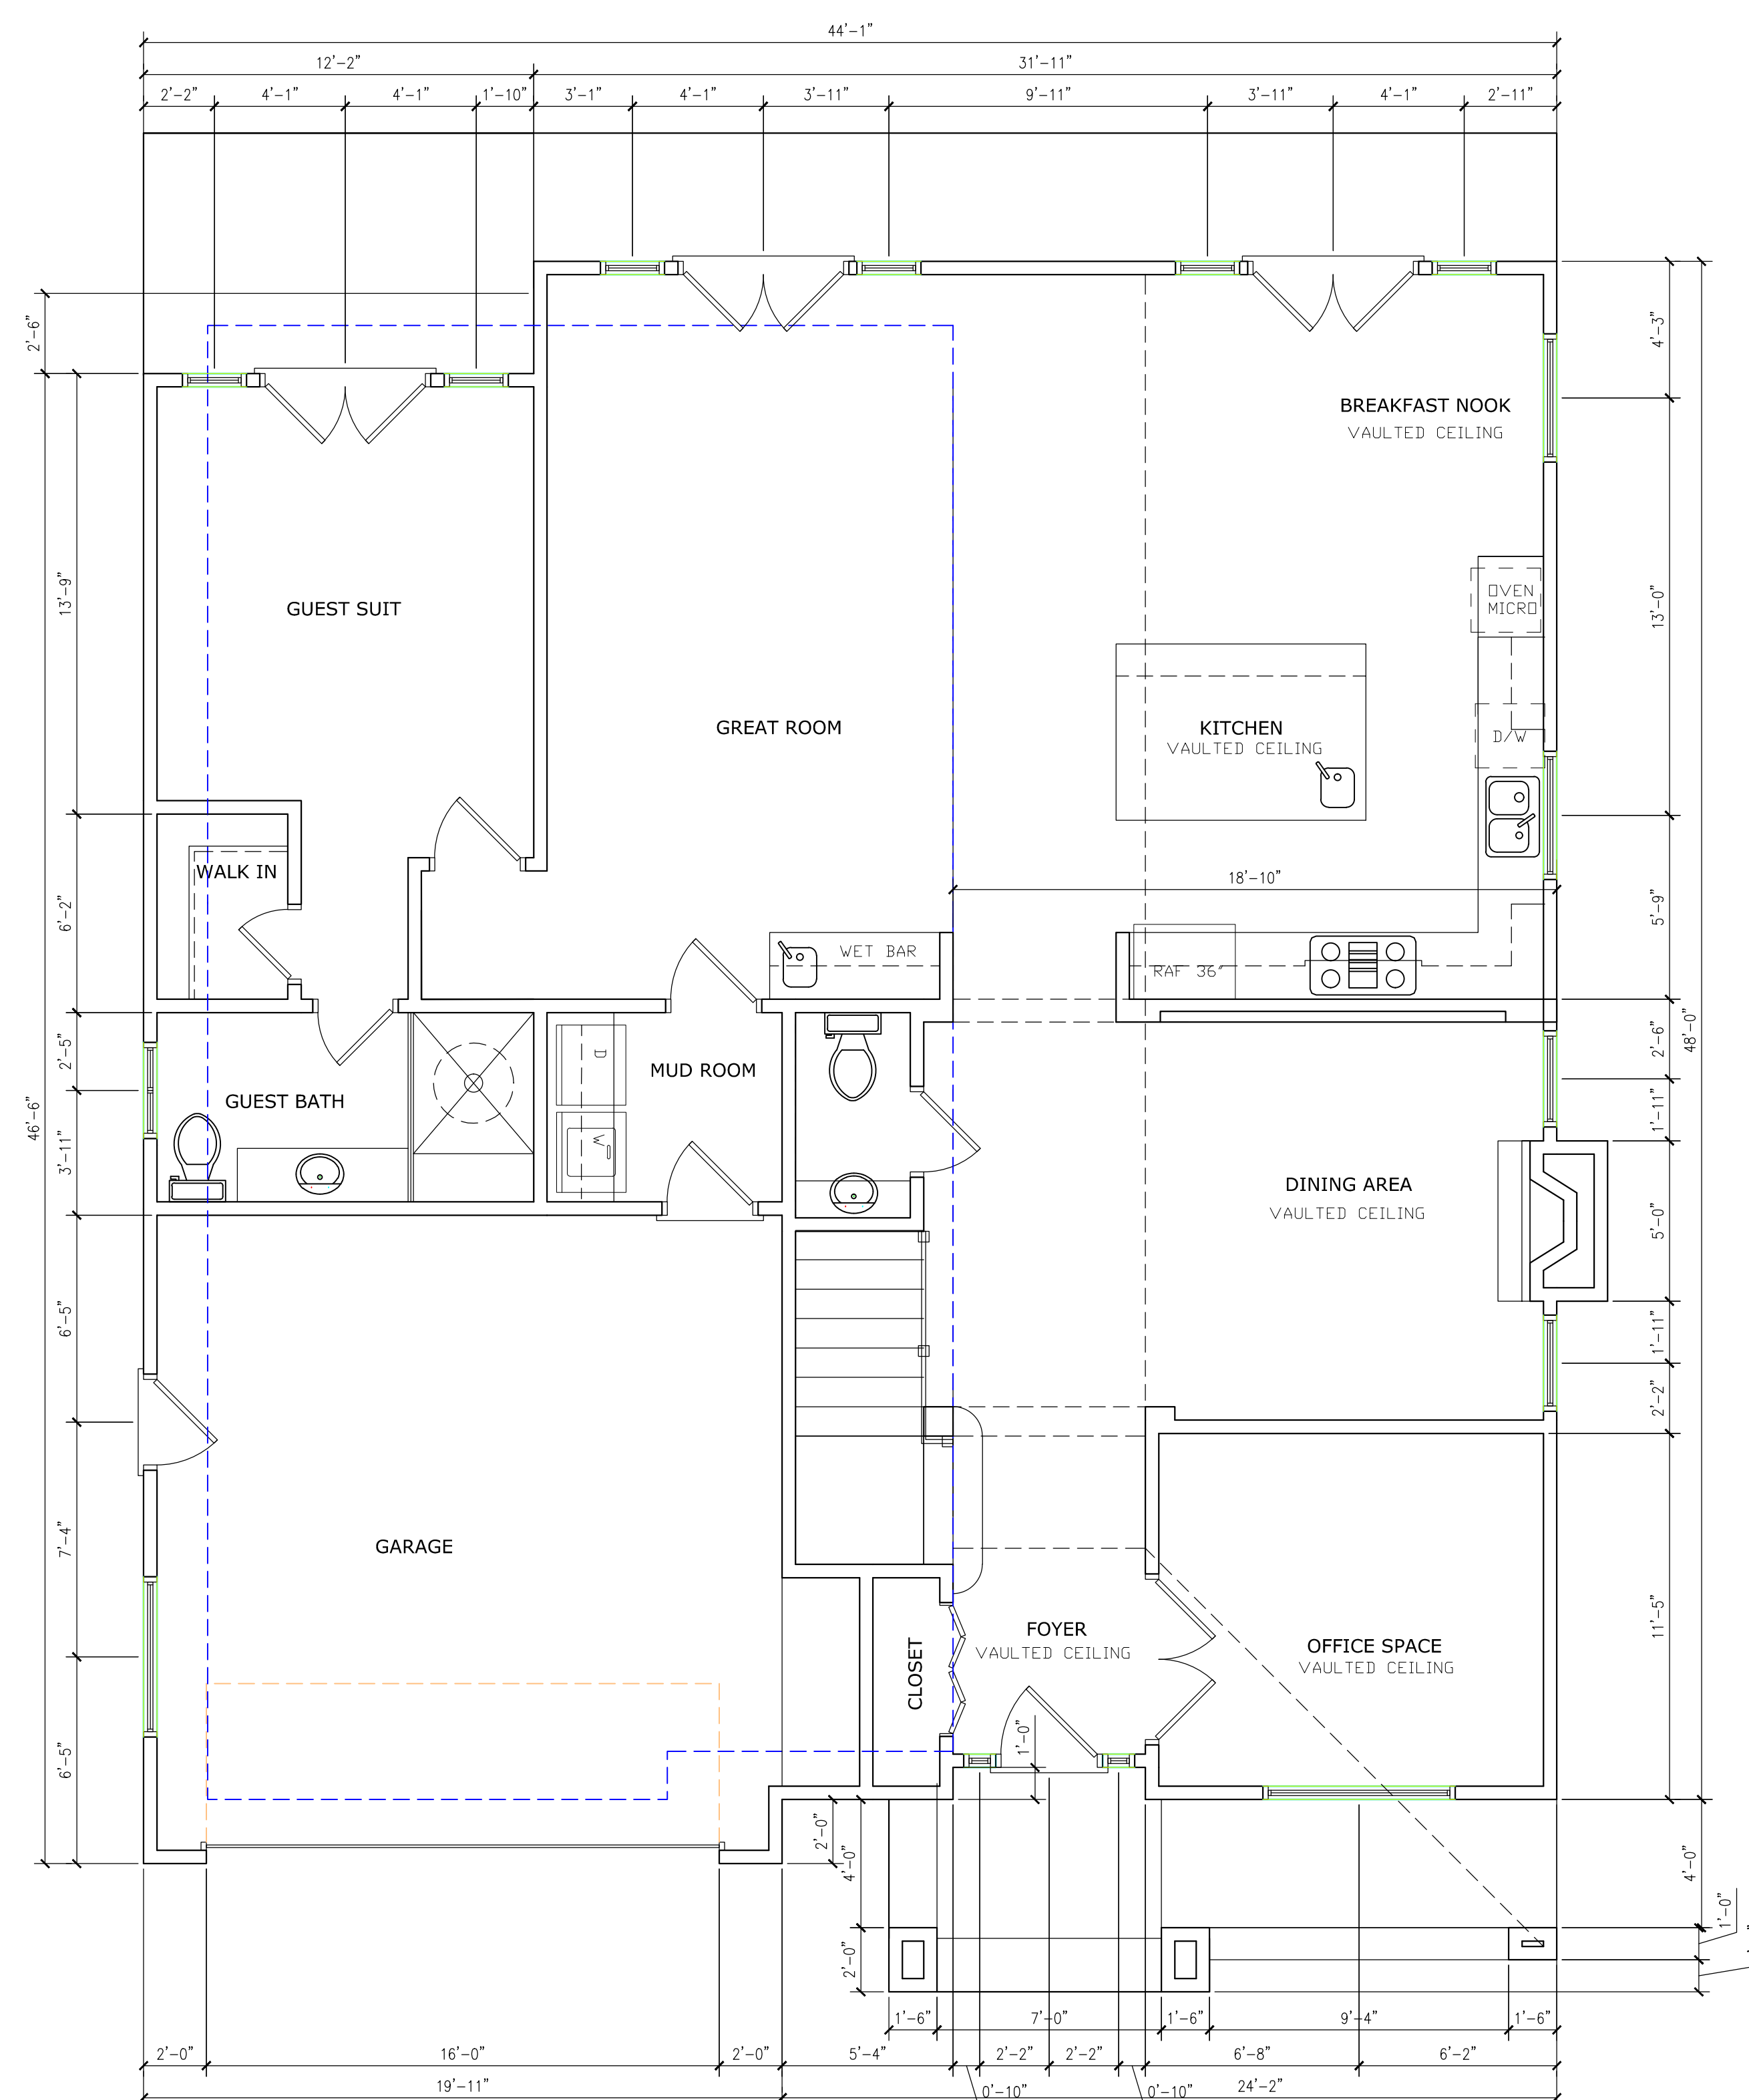 44'-1"
12'-2" 31'-11"
2'-2" 4'-1" 4'-1" 1'-10" 3'-1" 4'-1" 3'-11" 9'-11" 3'-11" 4'-1" 2'-11"
2'-6"
4'-3"
BREAKFAST NOOK
VAULTED CEILING
13'-9"
GUEST SUIT
OVEN
MICRO
13'-0"
GREAT ROOM
KITCHEN
VAULTED CEILING
D/W
WALK IN
18'-10"
6'-2"
5'-9"
WET BAR
RAF 36"
48'-0"
2'-5"
D
MUD ROOM
2'-6"
GUEST BATH
46'-6"
3'-11"
W
1'-11"
DINING AREA
VAULTED CEILING
5'-0"
6'-5"
1'-11"
2'-2"
7'-4"
GARAGE
11'-5"
FOYER
VAULTED CEILING
OFFICE SPACE
VAULTED CEILING
CLOSET
1'-0"
6'-5"
2'-0"
4'-0"
4'-0"
1'-0"
2'-0"
1'-6" 7'-0" 1'-6" 9'-4" 1'-6"
2'-0" 16'-0" 2'-0" 5'-4" 2'-2" 2'-2" 6'-8" 6'-2"
19'-11" 0'-10" 0'-10" 24'-2"